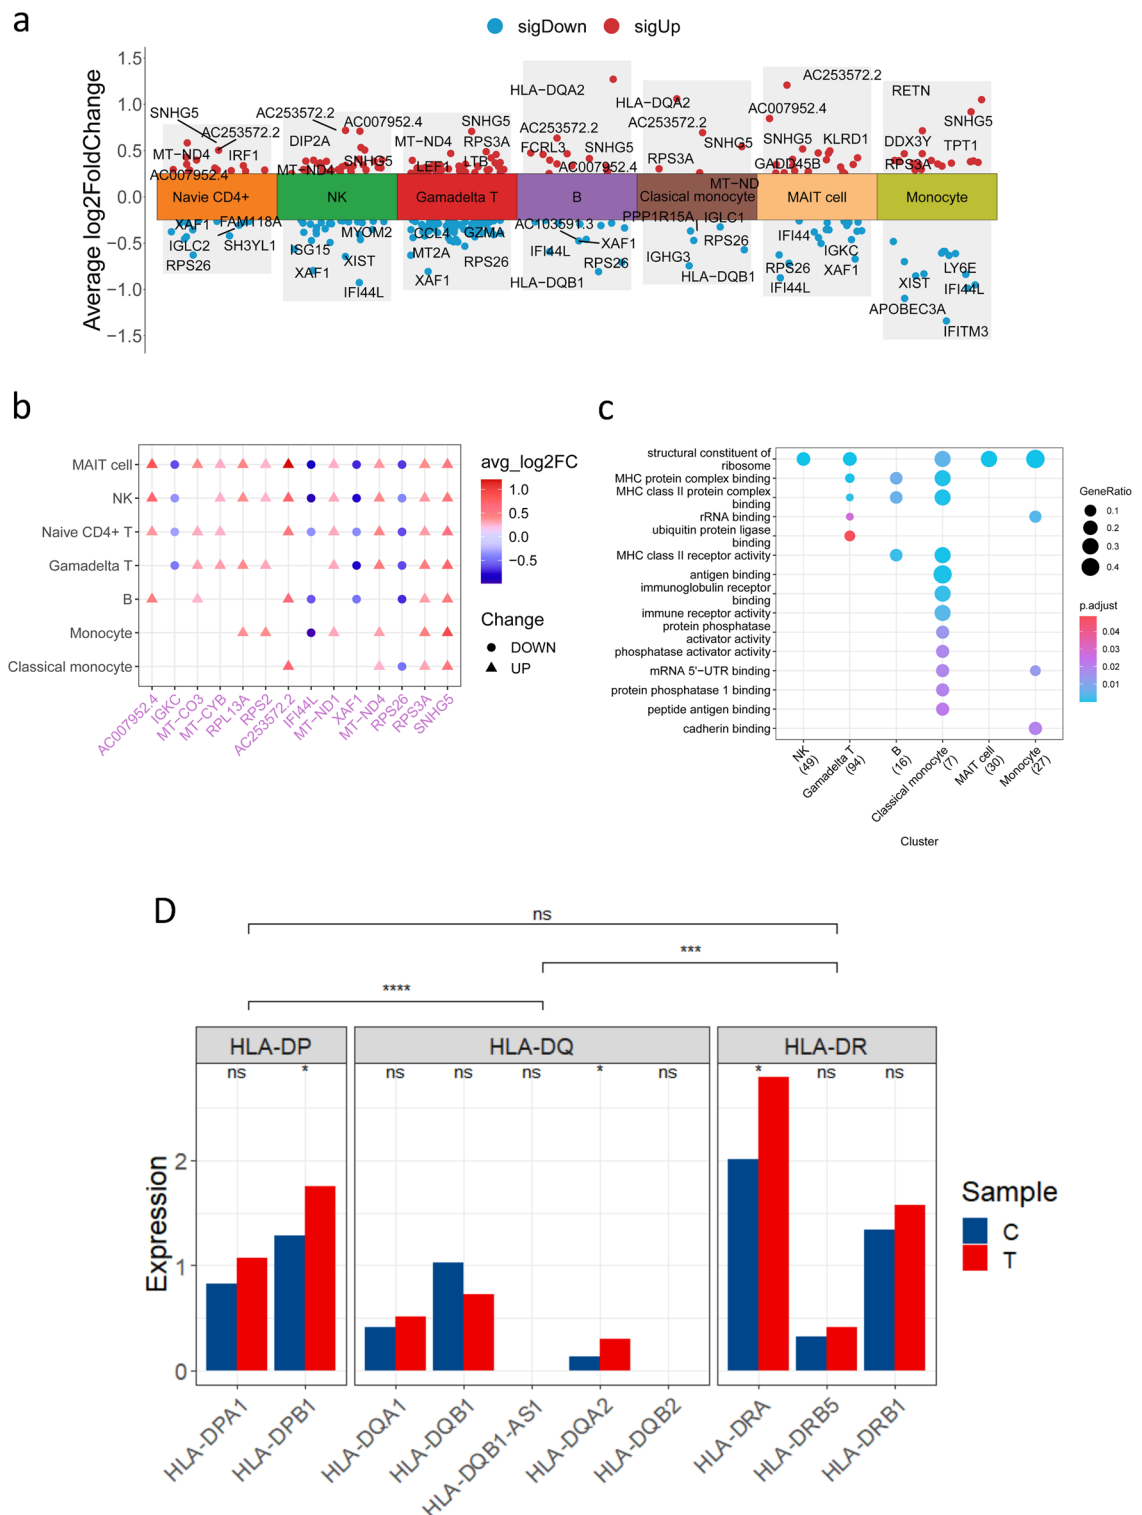 a
sigDown sigUp
Average log2FoldChange
1.5
1.0
0.5
0.0
−0.5
−1.0
−1.5
SNHG5
AC253572.2
MT−ND4 IRF1
AC007952.4
Navie CD4+
XAF1 FAM118A
IGLC2 SH3YL1
RPS26
AC253572.2
AC007952.4
DIP2A
SNHG5
MT−ND4
NK
MYOM2
ISG15 XIST
XAF1
IFI44L
SNHG5
MT−ND4 RPS3A
LEF1 LTB
Gamadelta T
CCL4 GZMA
MT2A RPS26
XAF1
HLA−DQA2
AC253572.2
FCRL3 SNHG5
AC007952.4
B
AC103591.3
IFI44L XAF1
RPS26
HLA−DQB1
HLA−DQA2
AC253572.2
SNHG5
RPS3A
MT−ND
Clasical monocyte
PPP1R15A IGLC1
RPS26
IGHG3
HLA−DQB1
AC253572.2
AC007952.4
SNHG5 KLRD1
GADD45B
MAIT cell
IFI44
IGKC
RPS26 XAF1
IFI44L
RETN
SNHG5
DDX3Y TPT1
RPS3A
Monocyte
LY6E
XIST IFI44L
APOBEC3A
IFITM3
b
MAIT cell
NK
Naive CD4+ T
Gamadelta T
B
Monocyte
Classical monocyte
AC007952.4
IGKC
MT−CO3
MT−CYB
RPL13A
RPS2
AC253572.2
IFI44L
MT−ND1
XAF1
MT−ND4
RPS26
RPS3A
SNHG5
avg_log2FC
1.0
0.5
0.0
−0.5
Change
DOWN
UP
c
structural constituent of
ribosome
MHC protein complex binding
MHC class II protein complex
binding
rRNA binding
ubiquitin protein ligase
binding
MHC class II receptor activity
antigen binding
immunoglobulin receptor
binding
immune receptor activity
protein phosphatase
activator activity
phosphatase activator activity
mRNA 5'−UTR binding
protein phosphatase 1 binding
peptide antigen binding
cadherin binding
NK
(49)
Gamadelta T
(94)
B
(16)
Classical monocyte
(7)
MAIT cell
(30)
Monocyte
(27)
Cluster
GeneRatio
0.1
0.2
0.3
0.4
p.adjust
0.04
0.03
0.02
0.01
D
ns
***
****
HLA-DP HLA-DQ HLA-DR
ns * ns ns ns * ns * ns ns
Expression
2
1
0
HLA-DPA1
HLA-DPB1
HLA-DQA1
HLA-DQB1
HLA-DQB1-AS1
HLA-DQA2
HLA-DQB2
HLA-DRA
HLA-DRB5
HLA-DRB1
Sample
C
T